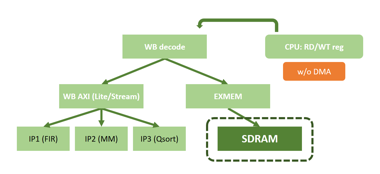 WB decode
CPU: RD/WT reg
w/o DMA
WB AXI (Lite/Stream)
EXMEM
IP1 (FIR)
IP2 (MM)
IP3 (Qsort)
SDRAM